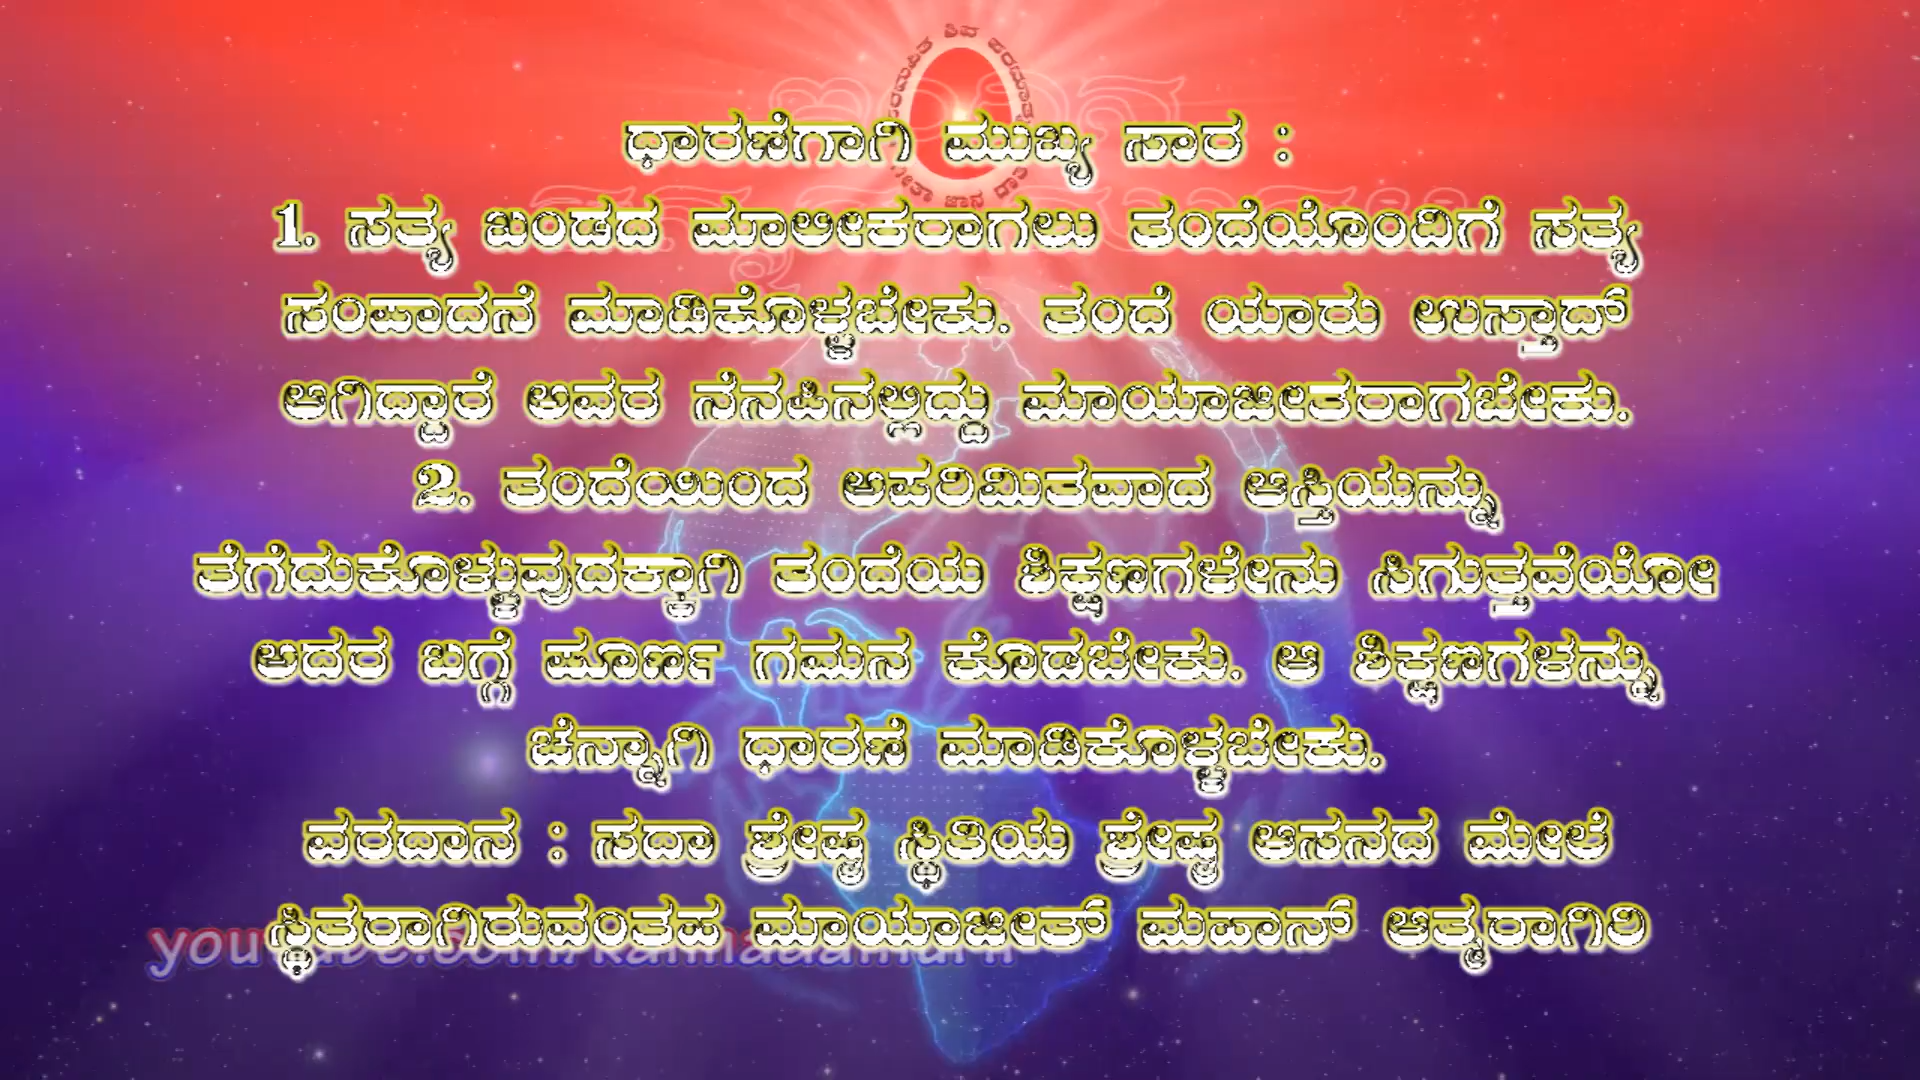 ಧಾರಣೆಗಾಗಿ ಮುಖ್ಯ ಸಾರ :
1. ಸತ್ಯ ಖಂಡದ ಮಾಲೀಕರಾಗಲು ತಂದೆಯೊಂದಿಗೆ ಸತ್ಯ
ಸಂಪಾದನೆ ಮಾಡಿಕೊಳ್ಳಬೇಕು. ತಂದೆ ಯಾರು ಉಸ್ತಾದ್
ಆಗಿದ್ದಾರೆ ಅವರ ನೆನಪಿನಲ್ಲಿದ್ದು ಮಾಯಾಜೀತರಾಗಬೇಕು.
2. ತಂದೆಯಿಂದ ಅಪರಿಮಿತವಾದ ಆಸ್ತಿಯನ್ನು
ತೆಗೆದುಕೊಳ್ಳುವುದಕ್ಕಾಗಿ ತಂದೆಯ ಶಿಕ್ಷಣಗಳೇನು ಸಿಗುತ್ತವೆಯೋ
ಅದರ ಬಗ್ಗೆ ಪೂರ್ಣ ಗಮನ ಕೊಡಬೇಕು. ಆ ಶಿಕ್ಷಣಗಳನ್ನು
ಚೆನ್ನಾಗಿ ಧಾರಣೆ ಮಾಡಿಕೊಳ್ಳಬೇಕು.
ವರದಾನ : ಸದಾ ಶ್ರೇಷ್ಠ ಸ್ಥಿತಿಯ ಶ್ರೇಷ್ಠ ಆಸನದ ಮೇಲೆ
ಸ್ಥಿತರಾಗಿರುವಂತಹ ಮಾಯಾಜೀತ್ ಮಹಾನ್ ಆತ್ಮರಾಗಿರಿ